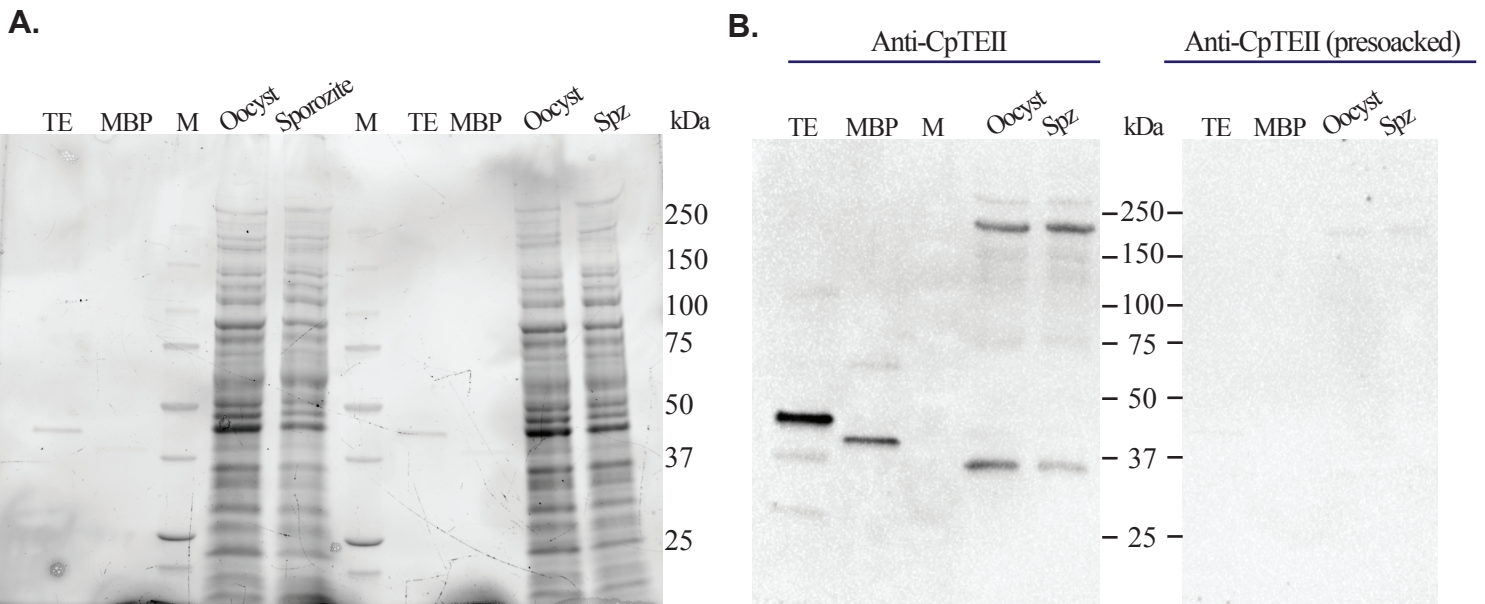 A.
TE MBP M Oocyst Sporozite M TE MBP Oocyst Spz kDa
250
150
100
75
50
37
25
B.
Anti-CpTEII Anti-CpTEII (presoacked)
TE MBP M Oocyst Spz kDa TE MBP Oocyst Spz
–250–
–150–
–100–
– 75 –
– 50 –
– 37 –
– 25 –